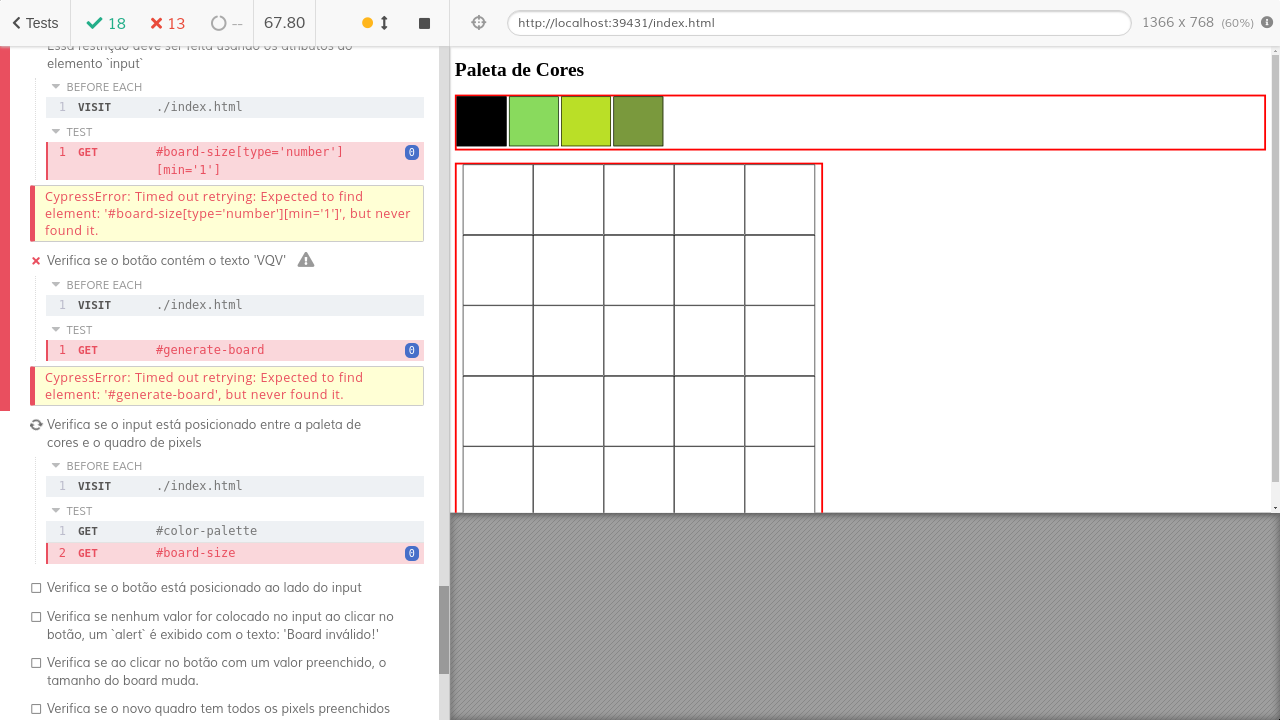 Tests
18
13
--
67.80
http://localhost:39431/index.html
1366 x 768 (60%)
Essa restrição deve ser feita usando os atributos do
elemento `input`
BEFORE EACH
1 VISIT ./index.html
TEST
1 GET #board-size[type='number']
[min='1']
0
CypressError: Timed out retrying: Expected to find
element: '#board-size[type='number'][min='1']', but never
found it.
Verifica se o botão contém o texto 'VQV'
BEFORE EACH
1 VISIT ./index.html
TEST
1 GET #generate-board 0
CypressError: Timed out retrying: Expected to find
element: '#generate-board', but never found it.
Verifica se o input está posicionado entre a paleta de
cores e o quadro de pixels
BEFORE EACH
1 VISIT ./index.html
TEST
1 GET #color-palette
2 GET #board-size 0
Verifica se o botão está posicionado ao lado do input
Verifica se nenhum valor for colocado no input ao clicar no
botão, um `alert` é exibido com o texto: 'Board inválido!'
Verifica se ao clicar no botão com um valor preenchido, o
tamanho do board muda.
Verifica se o novo quadro tem todos os pixels preenchidos
Paleta de Cores